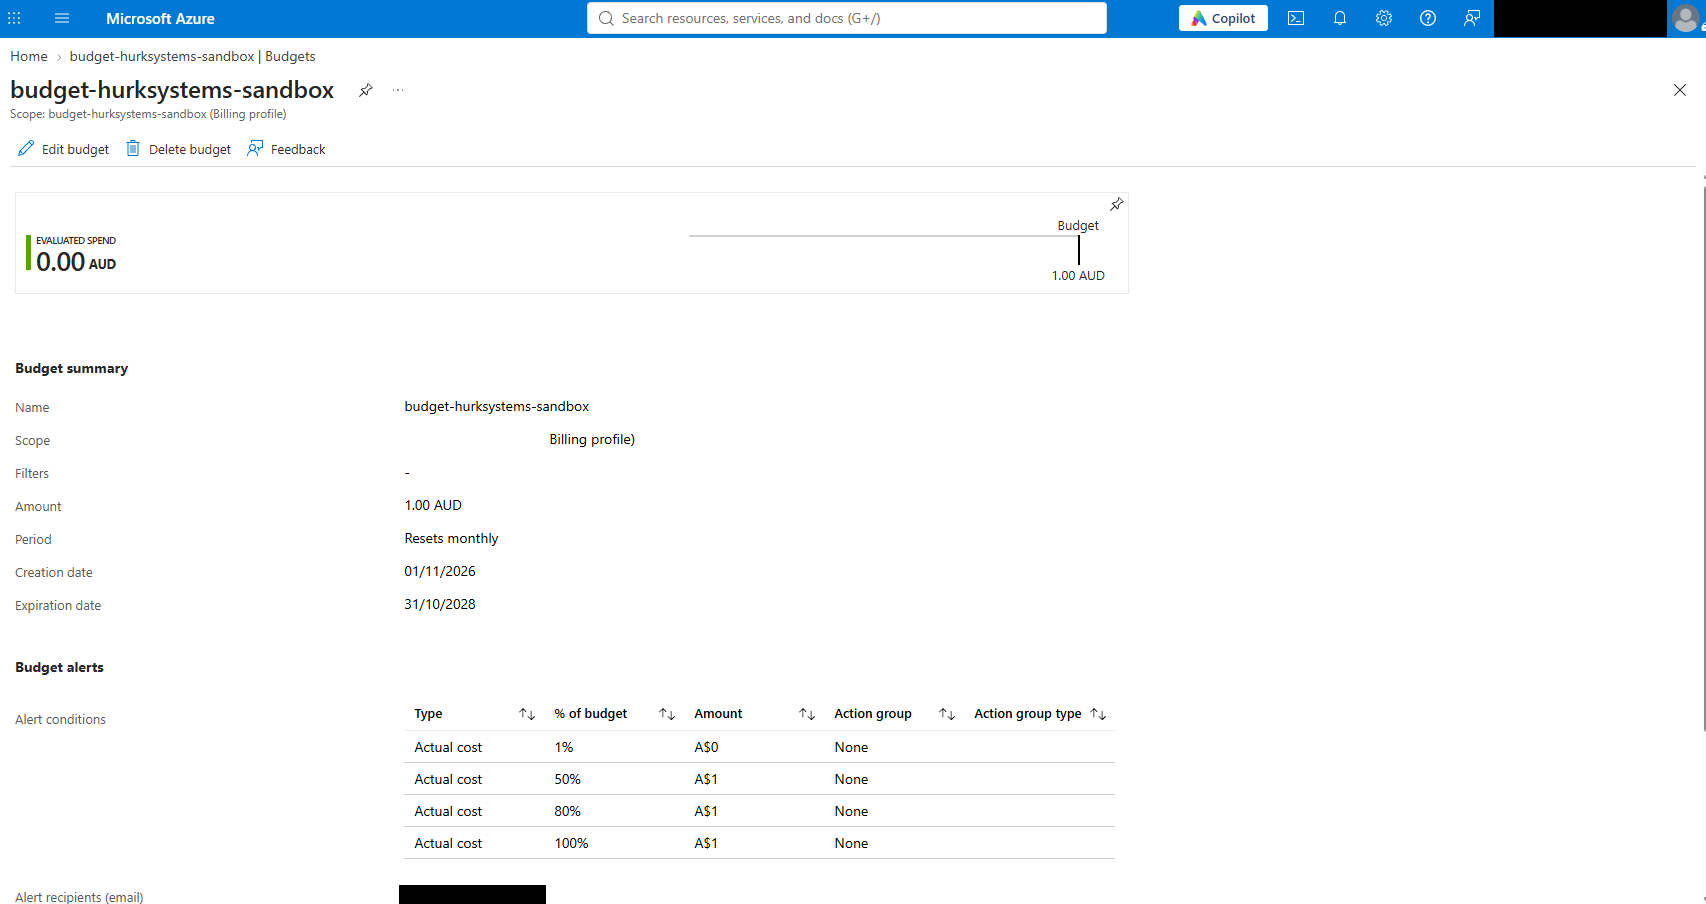 Microsoft Azure
Search resources, services, and docs (G+/)
Copilot
Home > budget-hurksystems-sandbox | Budgets
budget-hurksystems-sandbox
Scope: budget-hurksystems-sandbox (Billing profile)
Edit budget Delete budget Feedback
Budget
EVALUATED SPEND
0.00 AUD
1.00 AUD
Budget summary
Name budget-hurksystems-sandbox
Scope Billing profile)
Filters -
Amount 1.00 AUD
Period Resets monthly
Creation date 01/11/2026
Expiration date 31/10/2028
Budget alerts
Alert conditions
Type % of budget Amount Action group Action group type
Actual cost 1% A$0 None
Actual cost 50% A$1 None
Actual cost 80% A$1 None
Actual cost 100% A$1 None
Alert recipients (email)